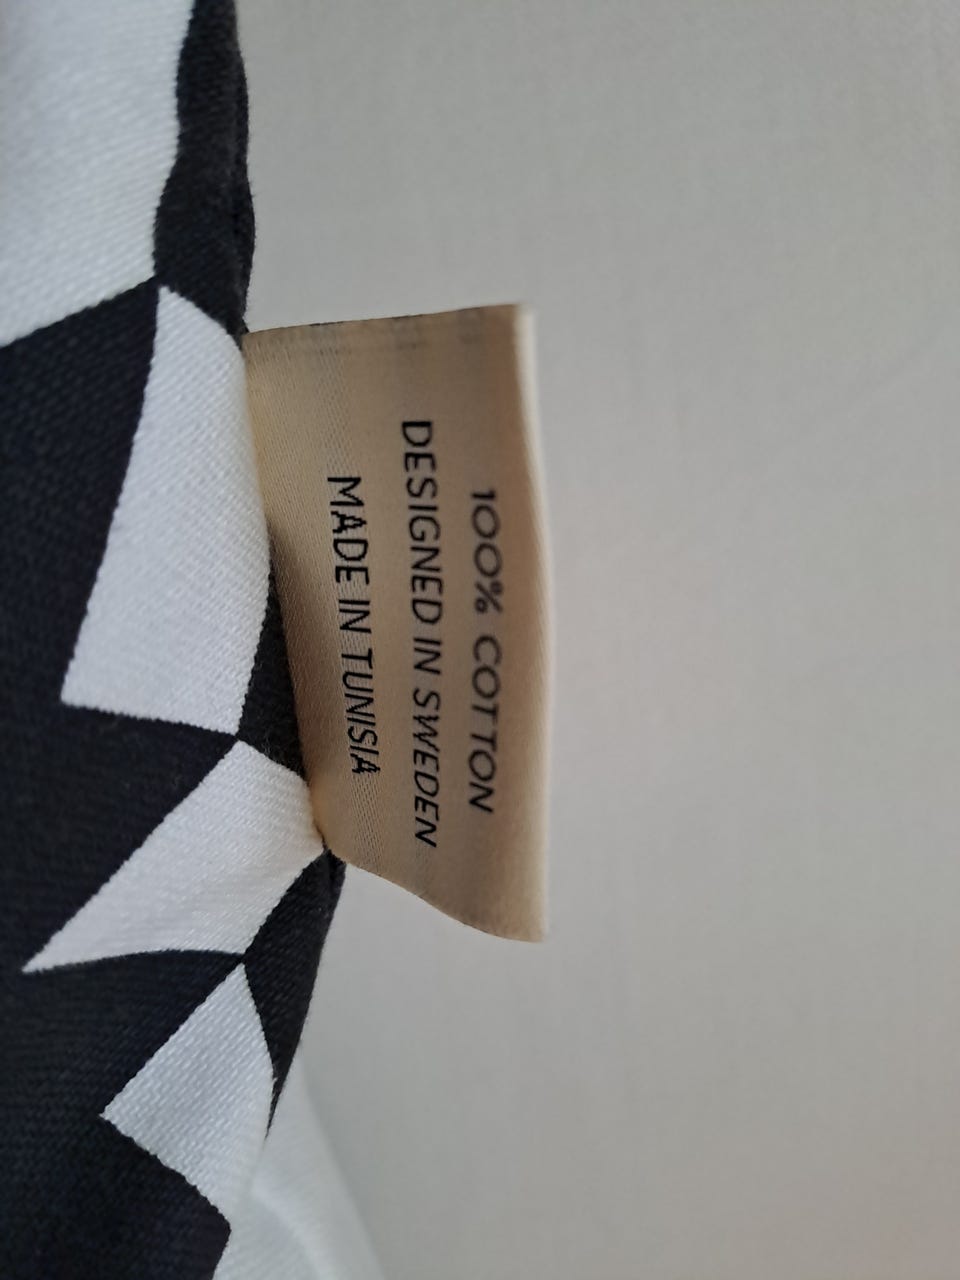 100% COTTON
DESIGNED IN SWEDEN
MADE IN TUNISIA